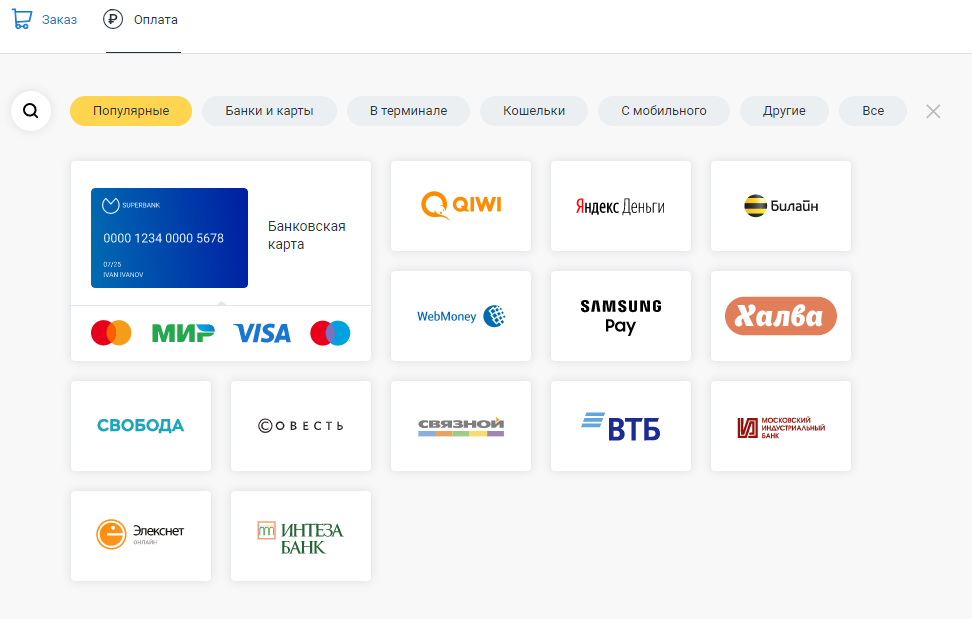 Заказ
₽ Оплата
Популярные
Банки и карты
В терминале
Кошельки
С мобильного
Другие
Все
SUPERBANK
0000 1234 0000 5678
07/25
IVAN IVANOV
Банковская
карта
МИР
VISA
QIWI
Яндекс Деньги
Билайн
WebMoney
SAMSUNG
Pay
Халва
СВОБОДА
©ОВЕСТЬ
СВЯЗНОЙ
ВТБ
МОСКОВСКИЙ
ИНДУСТРИАЛЬНЫЙ
БАНК
Элекснет
ОНЛАЙН
ИНТЕЗА
БАНК